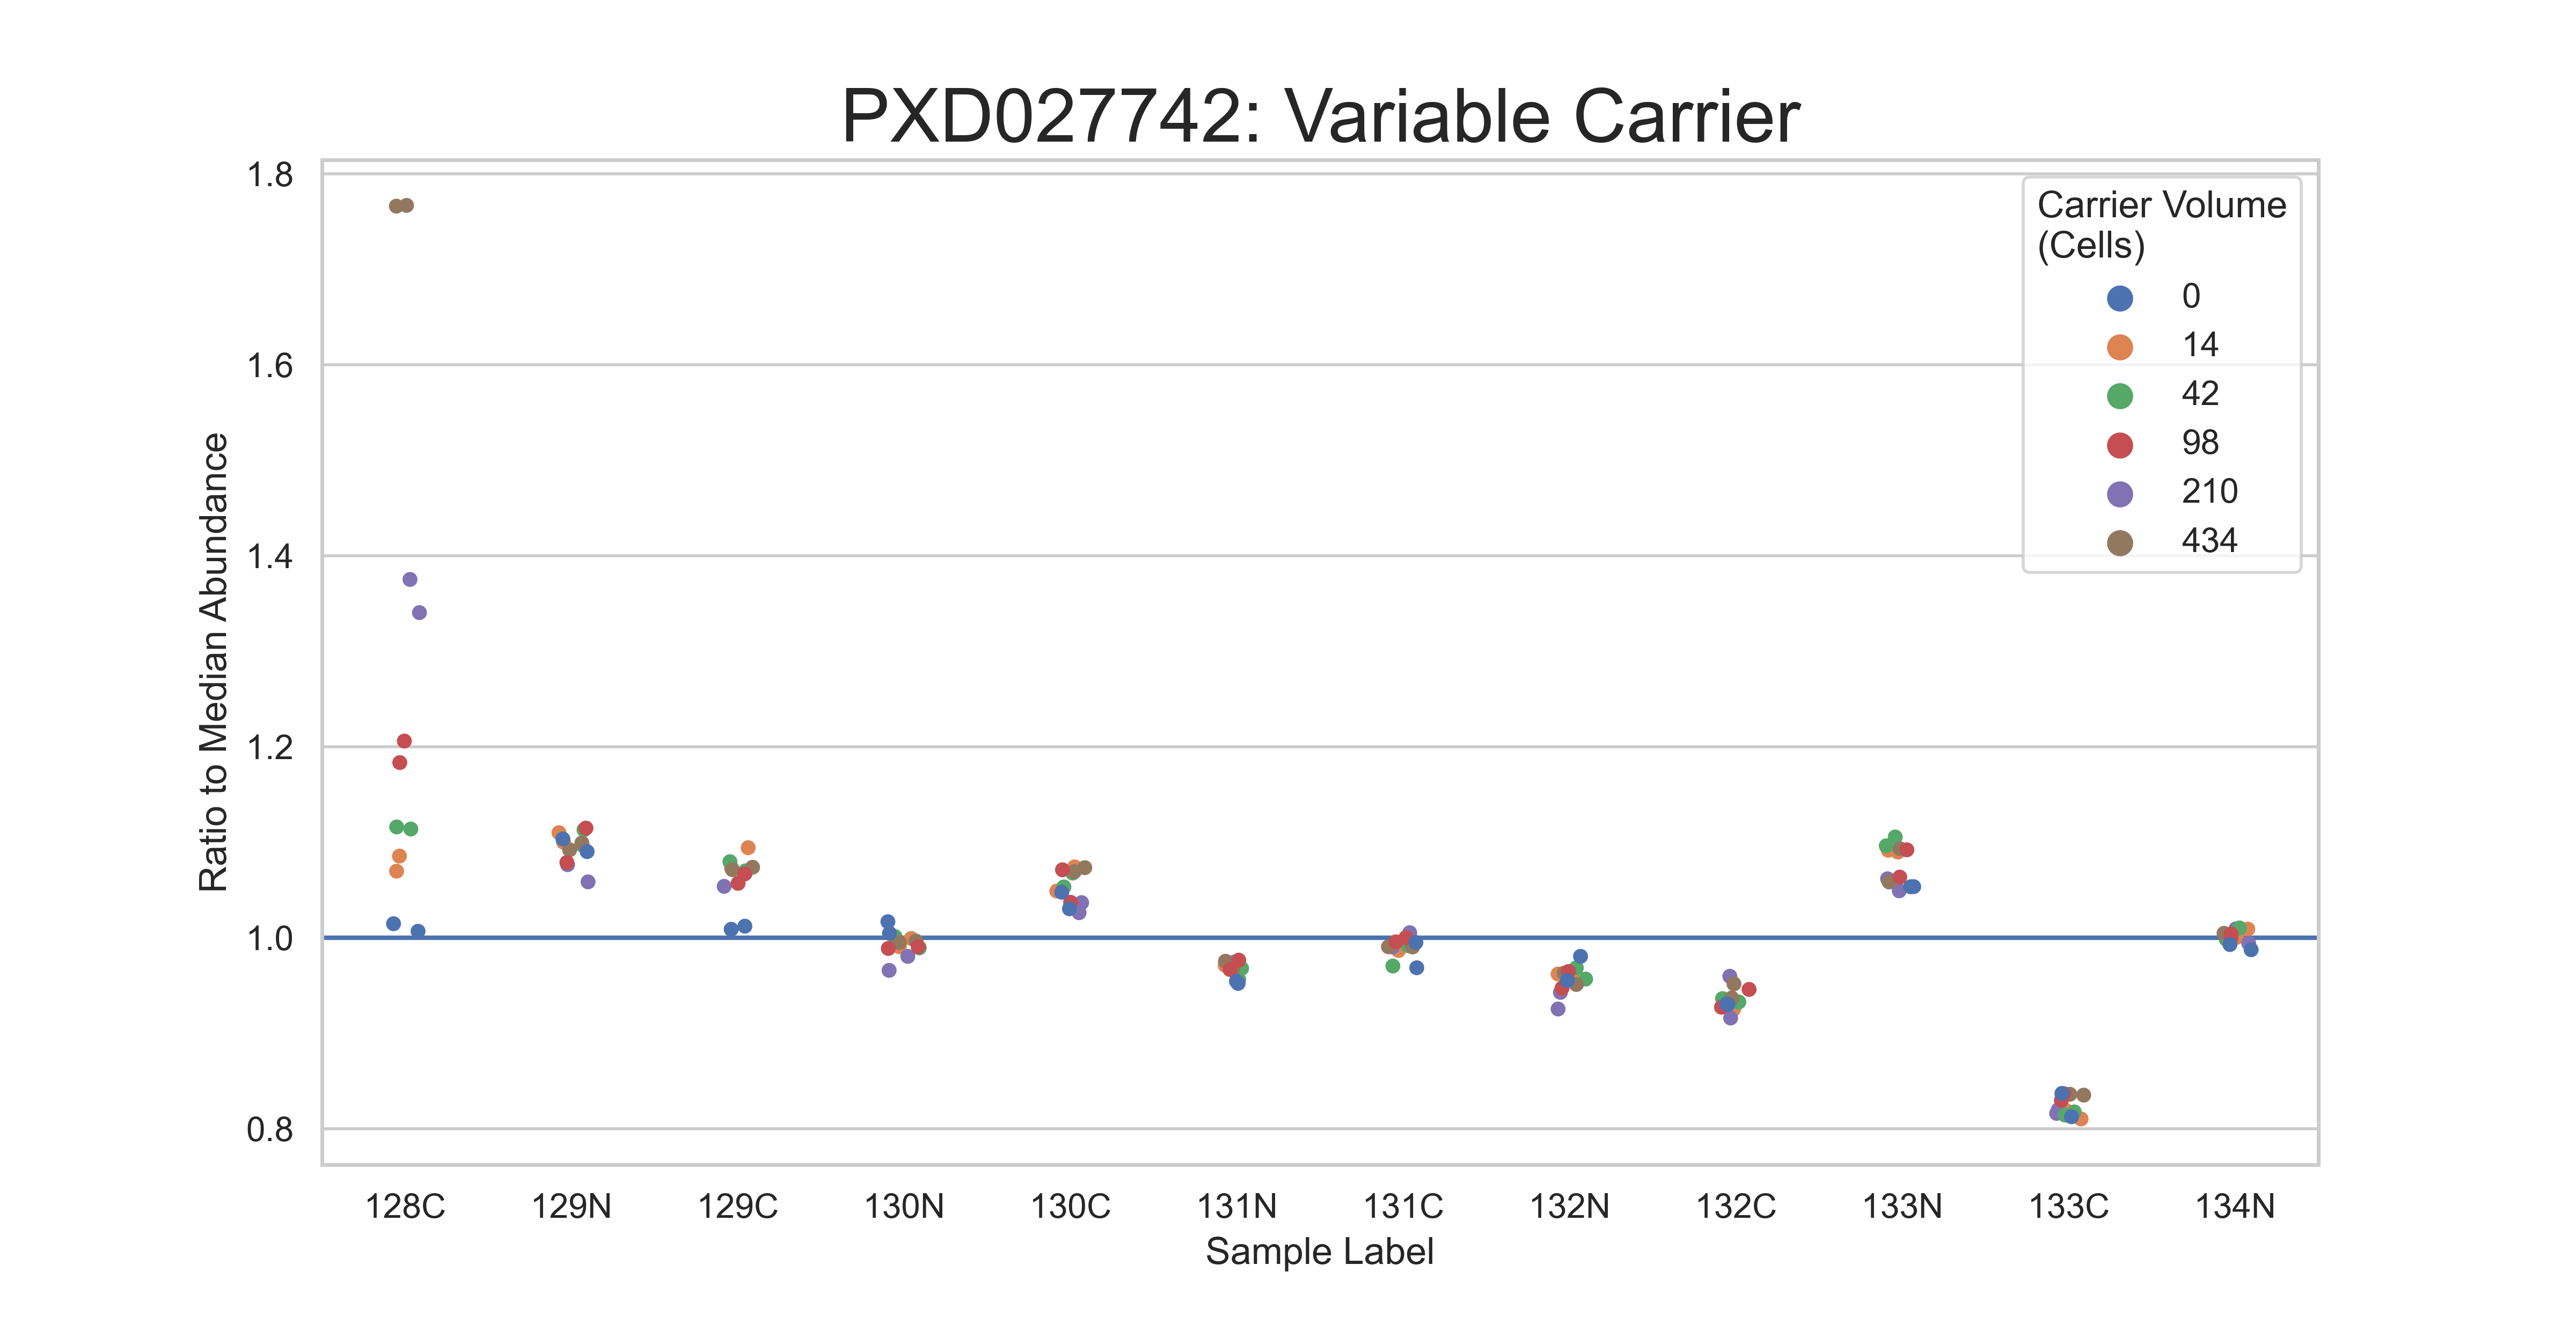 PXD027742: Variable Carrier
Ratio to Median Abundance
1.8
1.6
1.4
1.2
1.0
0.8
Carrier Volume
(Cells)
0
14
42
98
210
434
128C 129N 129C 130N 130C 131N 131C 132N 132C 133N 133C 134N
Sample Label